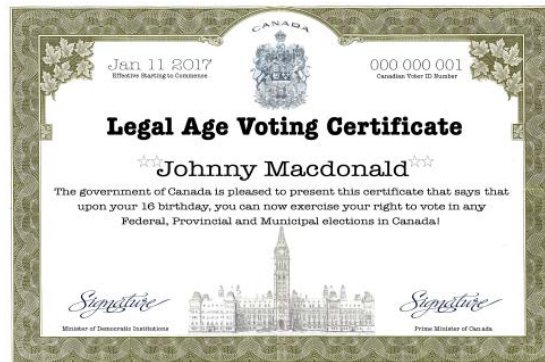 CANADA
Jan 11 2017
Effective Starting to Commence
000 000 001
Canadian Voter ID Number
Legal Age Voting Certificate
Johnny Macdonald
The government of Canada is pleased to present this certificate that says that
upon your 16 birthday, you can now exercise your right to vote in any
Federal, Provincial and Municipal elections in Canada!
Signature
Minister of Democratic Institutions
Signature
Prime Minister of Canada